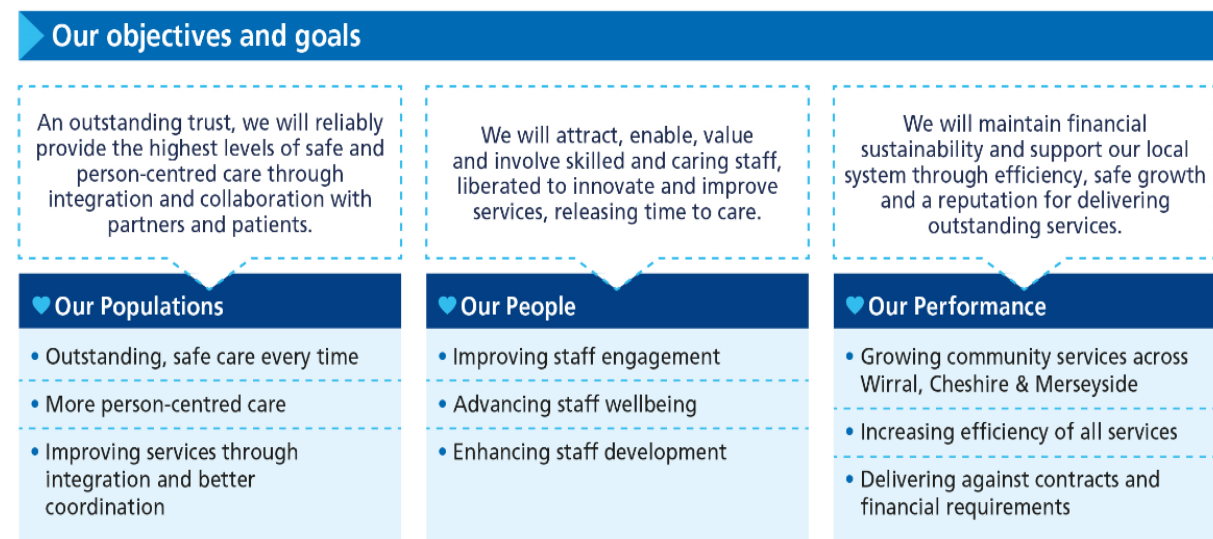 Our objectives and goals
An outstanding trust, we will reliably
provide the highest levels of safe and
person-centred care through
integration and collaboration with
partners and patients.
Our Populations
• Outstanding, safe care every time
• More person-centred care
• Improving services through
integration and better
coordination
We will attract, enable, value
and involve skilled and caring staff,
liberated to innovate and improve
services, releasing time to care.
Our People
• Improving staff engagement
• Advancing staff wellbeing
• Enhancing staff development
We will maintain financial
sustainability and support our local
system through efficiency, safe growth
and a reputation for delivering
outstanding services.
Our Performance
• Growing community services across
Wirral, Cheshire & Merseyside
• Increasing efficiency of all services
• Delivering against contracts and
financial requirements